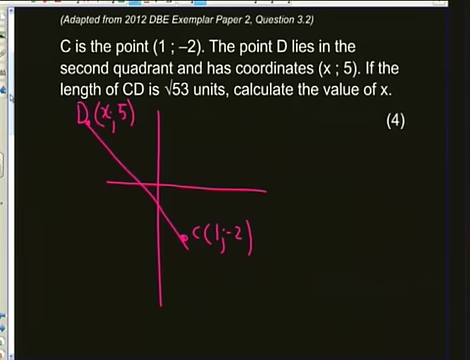 (Adapted from 2012 DBE Exemplar Paper 2, Question 3.2)
C is the point (1 ; –2). The point D lies in the
second quadrant and has coordinates (x ; 5). If the
length of CD is √53 units, calculate the value of x.
(4)
D(x; 5)
C(1; -2)